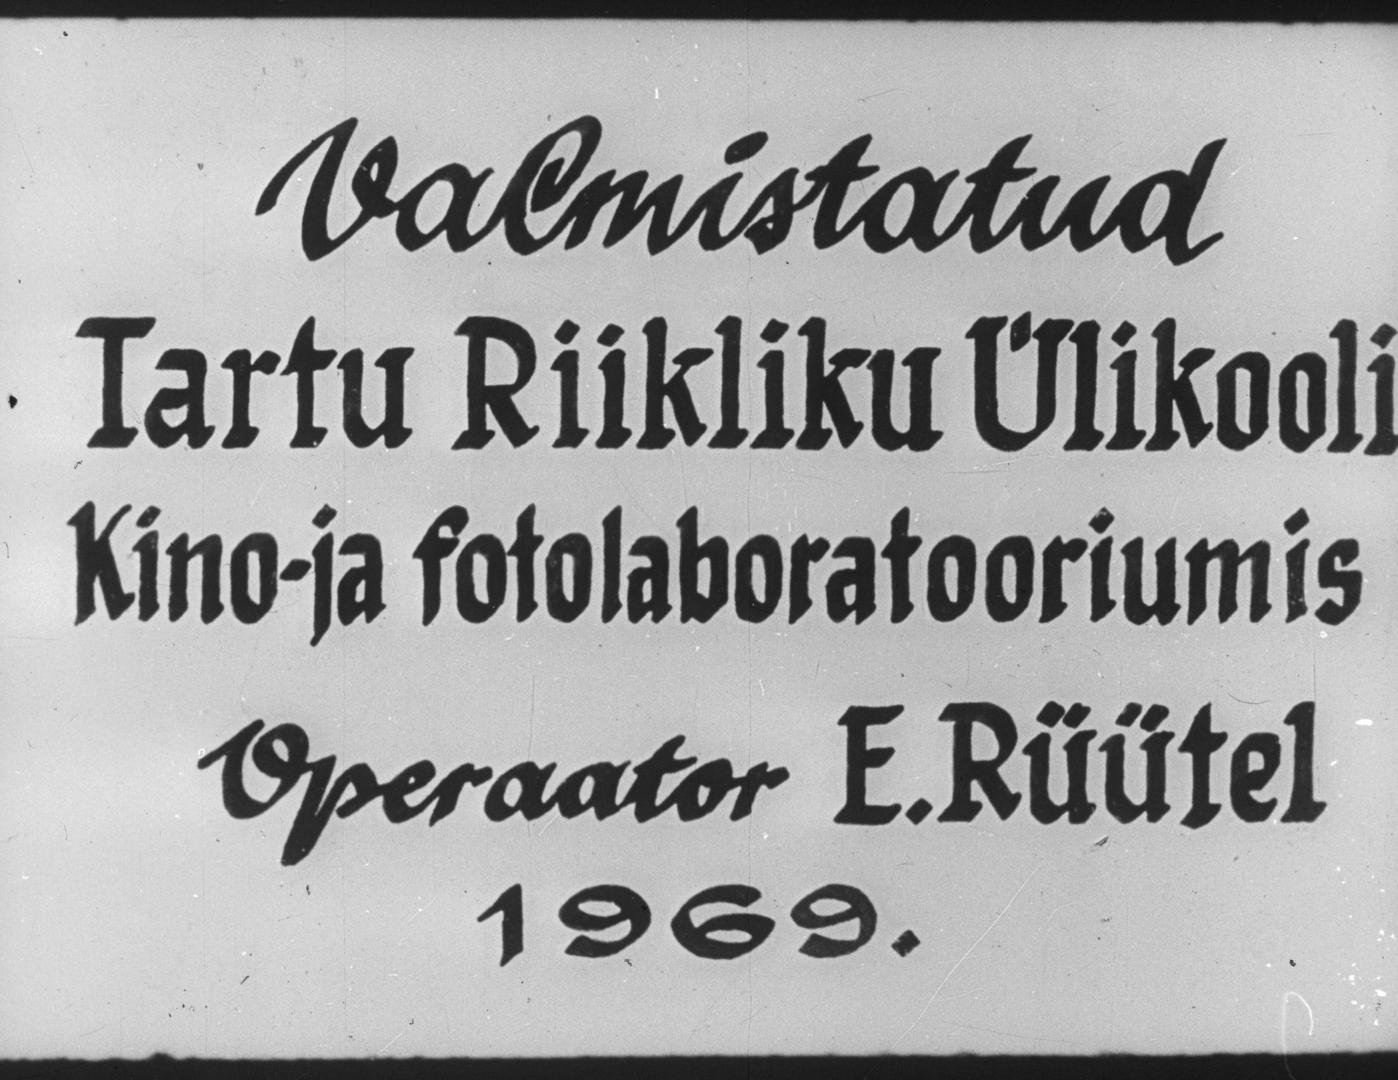 Valmistatud
Tartu Riikliku Ülikooli
Kino-ja fotolaboratooriumis
Operaator E.Rüütel
1969.